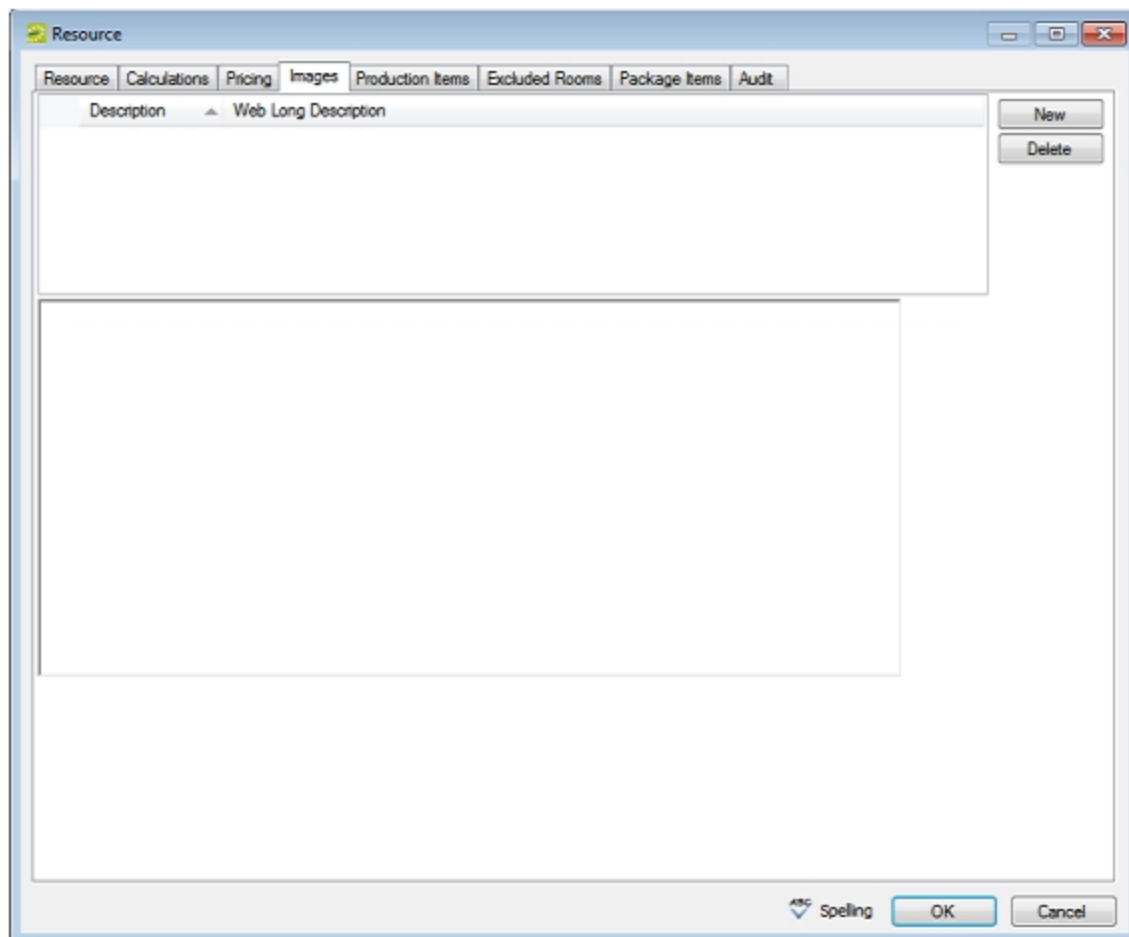 Resource
Resource Calculations Pricing Images Production Items Excluded Rooms Package Items Audit
Description Web Long Description
New
Delete
ABC Spelling OK Cancel